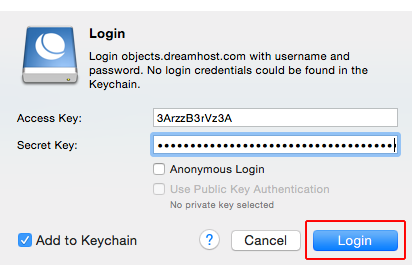 Login
Login objects.dreamhost.com with username and
password. No login credentials could be found in the
Keychain.
Access Key: 3ArzzB3rVz3A
Secret Key: ••••••••••••••••••••••••••••••••••••
Anonymous Login
Use Public Key Authentication
No private key selected
Add to Keychain ? Cancel Login